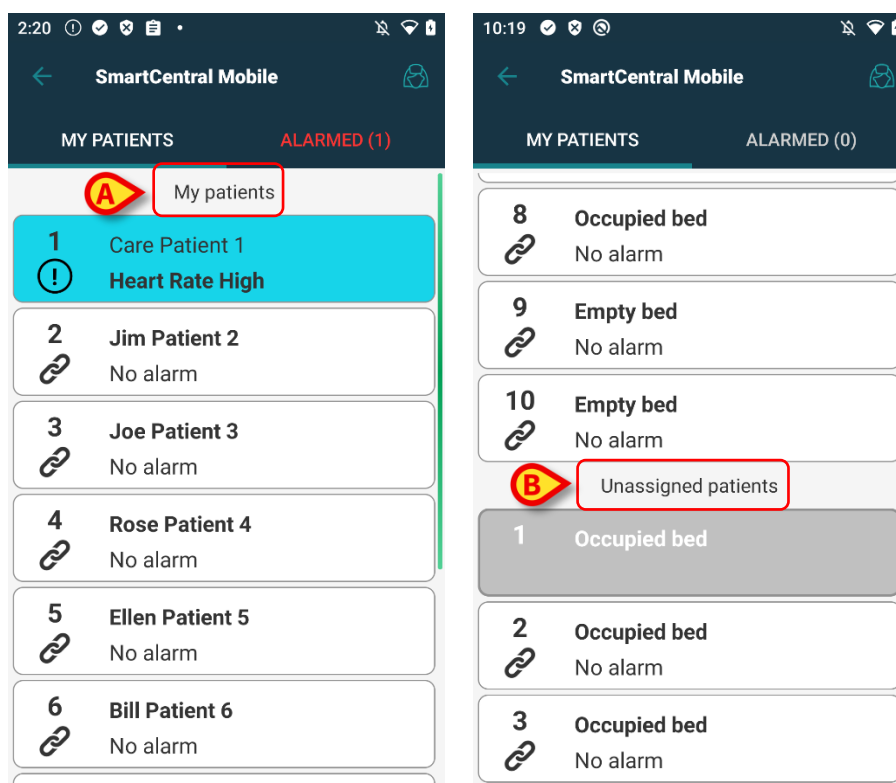 2:20
SmartCentral Mobile
MY PATIENTS
ALARMED (1)
A
My patients
1
Care Patient 1
Heart Rate High
2
Jim Patient 2
No alarm
3
Joe Patient 3
No alarm
4
Rose Patient 4
No alarm
5
Ellen Patient 5
No alarm
6
Bill Patient 6
No alarm
10:19
SmartCentral Mobile
MY PATIENTS
ALARMED (0)
8
Occupied bed
No alarm
9
Empty bed
No alarm
10
Empty bed
No alarm
B
Unassigned patients
1
Occupied bed
2
Occupied bed
No alarm
3
Occupied bed
No alarm